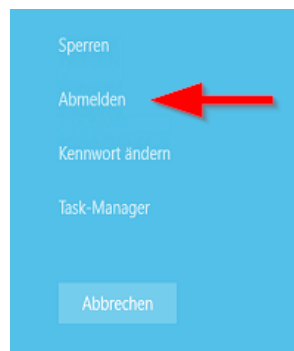 Sperren
Abmelden
Kennwort ändern
Task-Manager
Abbrechen